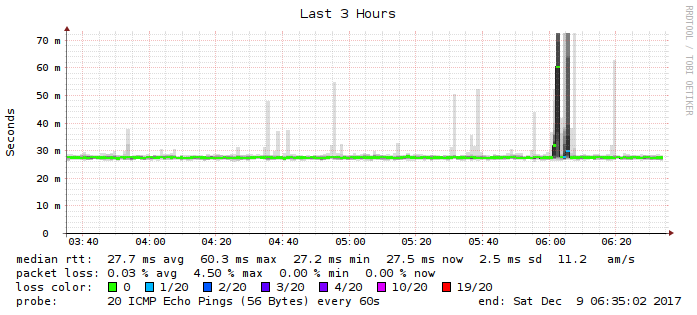 Last 3 Hours
RRDTOOL / TOBI OETIKER
Seconds
70 m
60 m
50 m
40 m
30 m
20 m
10 m
0
03:40 04:00 04:20 04:40 05:00 05:20 05:40 06:00 06:20
median rtt: 27.7 ms avg 60.3 ms max 27.2 ms min 27.5 ms now 2.5 ms sd 11.2 am/s
packet loss: 0.03 % avg 4.50 % max 0.00 % min 0.00 % now
loss color: 0 1/20 2/20 3/20 4/20 10/20 19/20
probe: 20 ICMP Echo Pings (56 Bytes) every 60s end: Sat Dec 9 06:35:02 2017